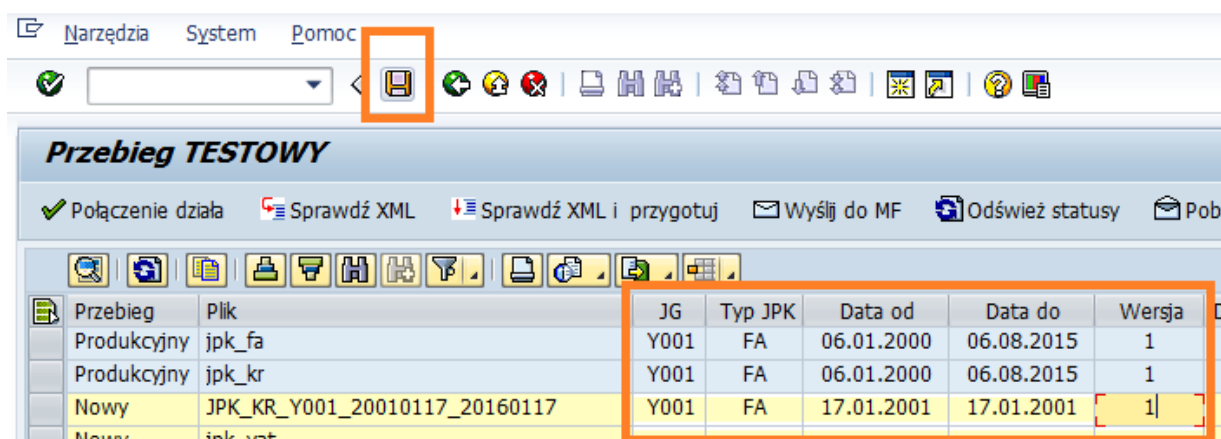 Narzędzia System Pomoc
Przebieg TESTOWY
Połączenie działa Sprawdź XML Sprawdź XML i przygotuj Wyślij do MF Odśwież statusy Pob
Przebieg Plik JG Typ JPK Data od Data do Wersja
Produkcyjny jpk_fa Y001 FA 06.01.2000 06.08.2015 1
Produkcyjny jpk_kr Y001 FA 06.01.2000 06.08.2015 1
Nowy JPK_KR_Y001_20010117_20160117 Y001 FA 17.01.2001 17.01.2001 1
Nowy jpk_vat